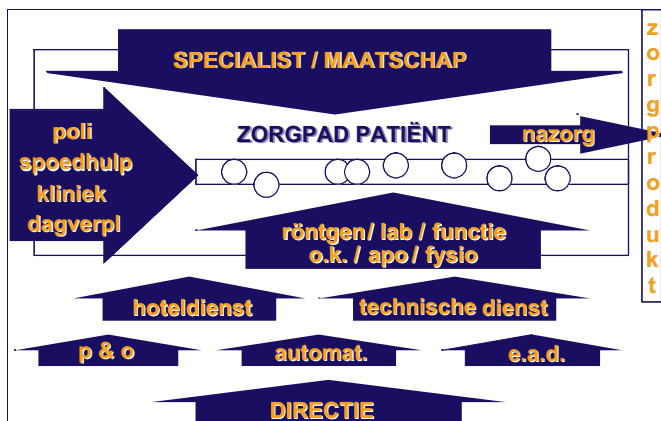 SPECIALIST / MAATSCHAP
poli
spoedhulp
kliniek
dagverpl
ZORGPAD PATIËNT
nazorg
zorgprodukt
röntgen / lab / functie
o.k. / apo / fysio
hoteldienst
technische dienst
p & o
automat.
e.a.d.
DIRECTIE